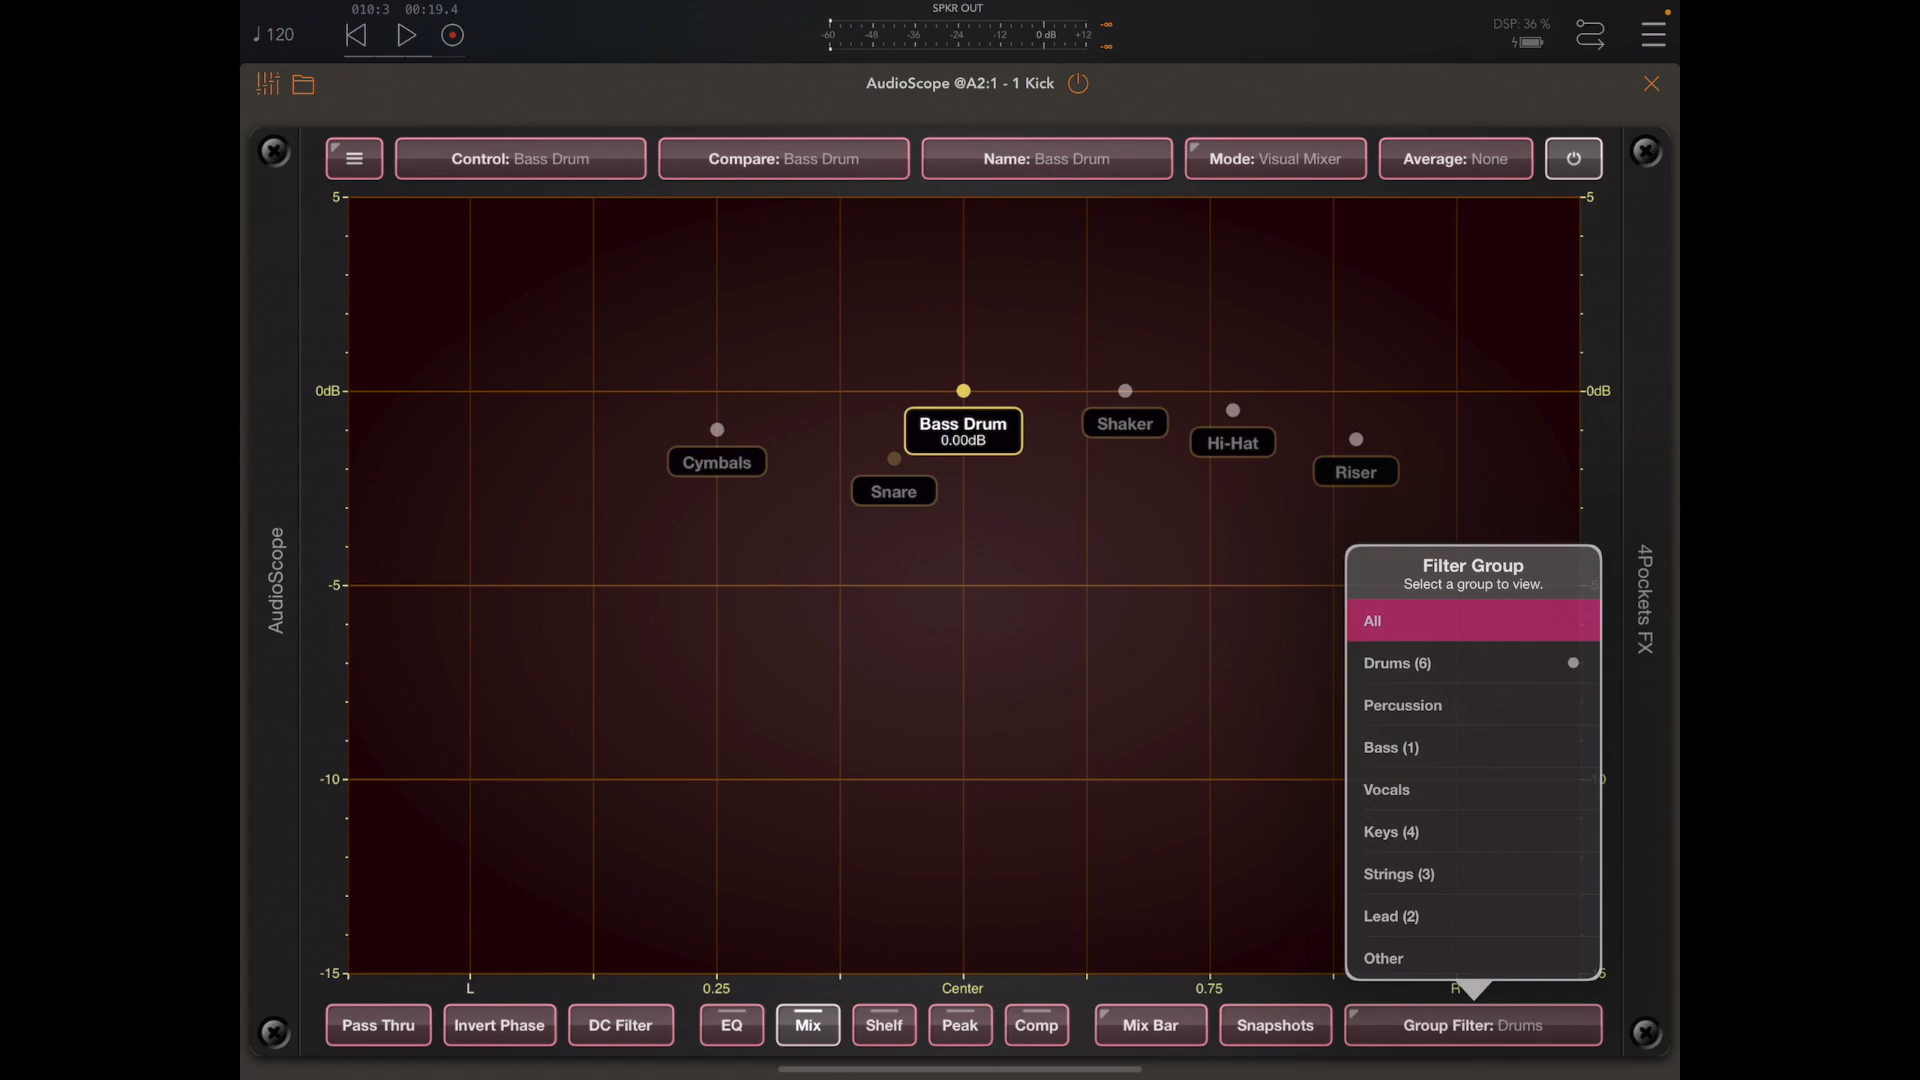 010:3 00:19.4
SPKR OUT
♩120
-60 -48 -36 -24 -12 0 dB +12
-∞
-∞
DSP: 36 %
AudioScope @A2:1 - 1 Kick
Control: Bass Drum
Compare: Bass Drum
Name: Bass Drum
Mode: Visual Mixer
Average: None
5
5
0dB
0dB
Bass Drum
0.00dB
Shaker
Hi-Hat
Cymbals
Riser
Snare
AudioScope
4Pockets FX
-5
-10
-15
Filter Group
Select a group to view.
All
Drums (6)
Percussion
Bass (1)
Vocals
Keys (4)
Strings (3)
Lead (2)
Other
L 0.25 Center 0.75 R
Pass Thru
Invert Phase
DC Filter
EQ
Mix
Shelf
Peak
Comp
Mix Bar
Snapshots
Group Filter: Drums